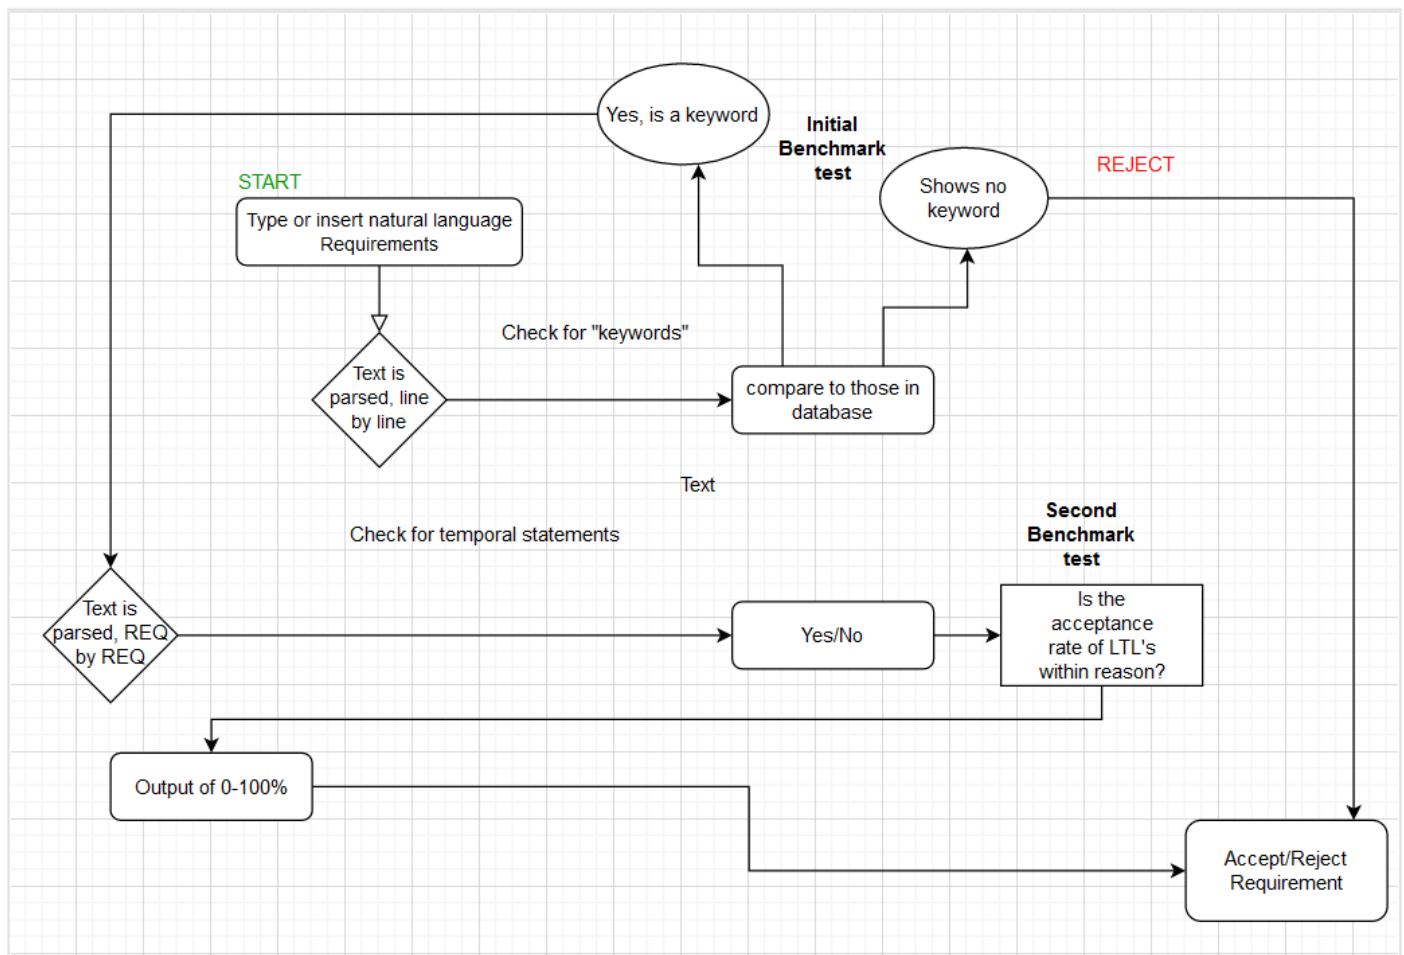 Yes, is a keyword
Initial
Benchmark
test
REJECT
START
Shows no
keyword
Type or insert natural language
Requirements
Check for "keywords"
Text is
parsed, line
by line
compare to those in
database
Text
Check for temporal statements
Second
Benchmark
test
Text is
parsed, REQ
by REQ
Yes/No
Is the
acceptance
rate of LTL's
within reason?
Output of 0-100%
Accept/Reject
Requirement